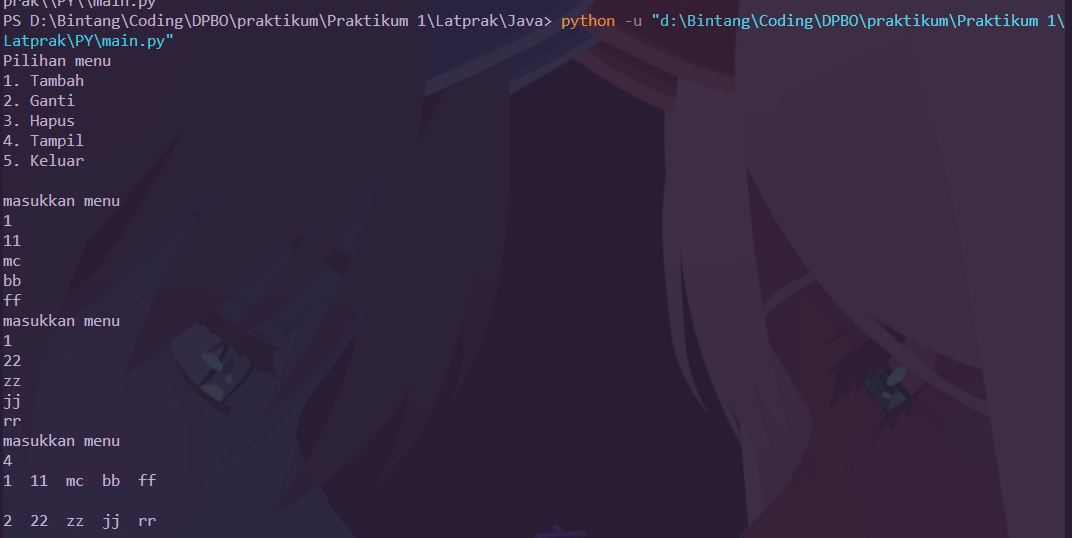 prak\\PY\\main.py
PS D:\Bintang\Coding\DPBO\praktikum\Praktikum 1\Latprak\Java> python -u "d:\Bintang\Coding\DPBO\praktikum\Praktikum 1\
Latprak\PY\main.py"
Pilihan menu
1. Tambah
2. Ganti
3. Hapus
4. Tampil
5. Keluar
masukkan menu
1
11
mc
bb
ff
masukkan menu
1
22
zz
jj
rr
masukkan menu
4
1  11  mc  bb  ff
2  22  zz  jj  rr